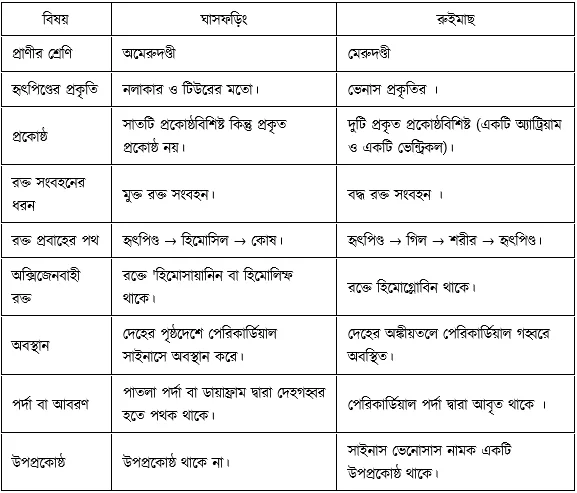 বিষয় ঘাসফড়িং রুইমাছ
প্রাণীর শ্রেণি অমেরুদণ্ডী মেরুদণ্ডী
হৃৎপিণ্ডের প্রকৃতি নলাকার ও টিউরের মতো। ভেনাস প্রকৃতির ।
প্রকোষ্ঠ সাতটি প্রকোষ্ঠবিশিষ্ট কিন্তু প্রকৃত প্রকোষ্ঠ নয়। দুটি প্রকৃত প্রকোষ্ঠবিশিষ্ট (একটি অ্যাট্রিয়াম ও একটি ভেন্ট্রিকল)।
রক্ত সংবহনের ধরন মুক্ত রক্ত সংবহন। বদ্ধ রক্ত সংবহন ।
রক্ত প্রবাহের পথ হৃৎপিণ্ড → হিমোসিল → কোষ। হৃৎপিণ্ড → গিল → শরীর → হৃৎপিণ্ড।
অক্সিজেনবাহী রক্ত রক্তে 'হিমোসায়ানিন বা হিমোলিম্ফ থাকে। রক্তে হিমোগ্লোবিন থাকে।
অবস্থান দেহের পৃষ্ঠদেশে পেরিকার্ডিয়াল সাইনাসে অবস্থান করে। দেহের অঙ্কীয়তলে পেরিকার্ডিয়াল গহ্বরে অবস্থিত।
পর্দা বা আবরণ পাতলা পর্দা বা ডায়াফ্রাম দ্বারা দেহগহ্বর হতে পথক থাকে। পেরিকার্ডিয়াল পর্দা দ্বারা আবৃত থাকে ।
উপপ্রকোষ্ঠ উপপ্রকোষ্ঠ থাকে না। সাইনাস ভেনোসাস নামক একটি উপপ্রকোষ্ঠ থাকে।